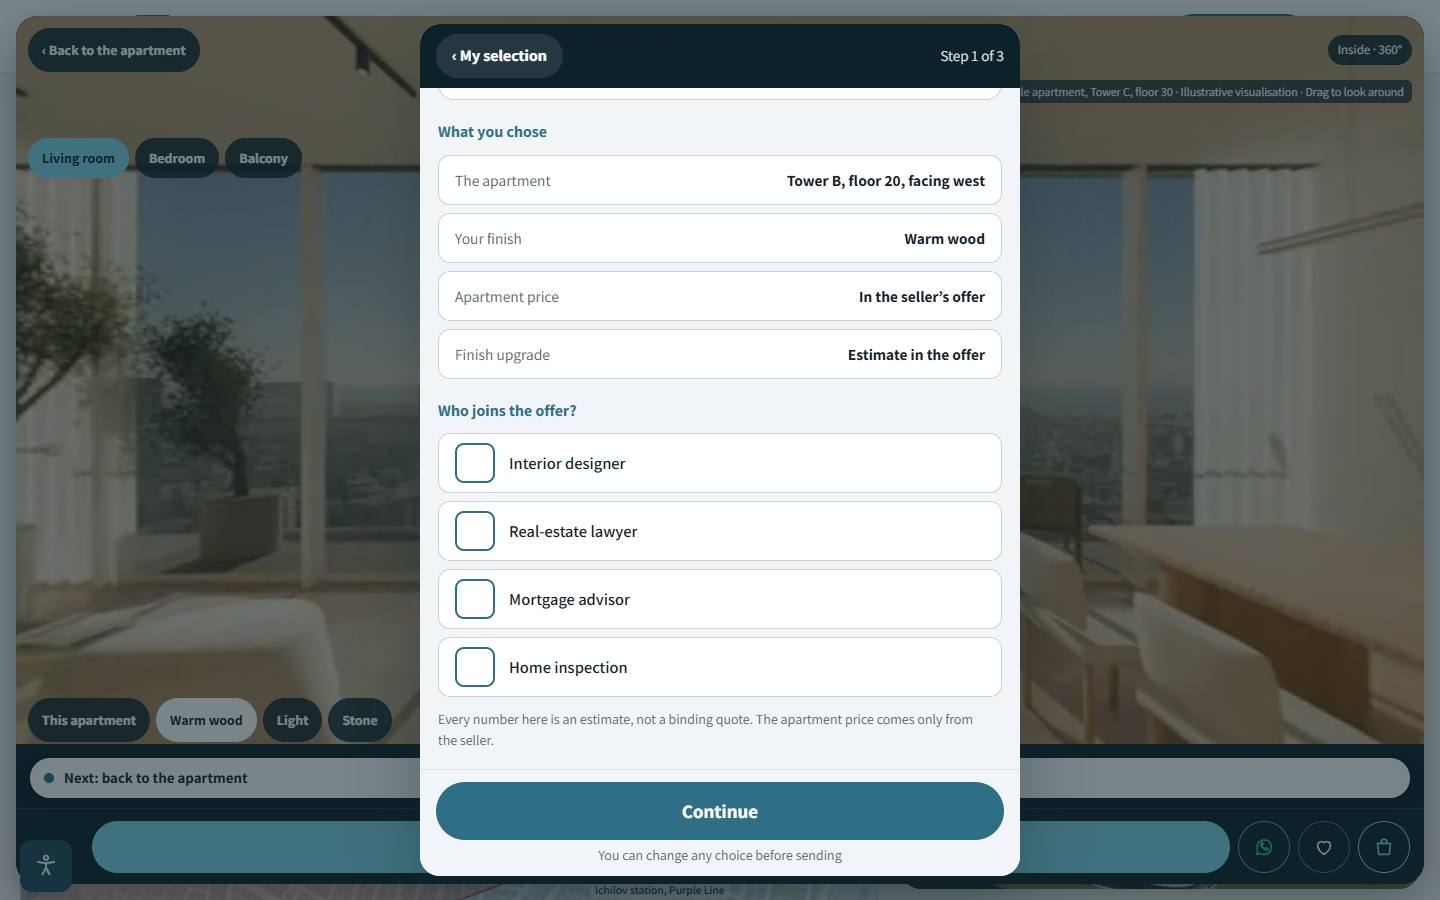 ‹ Back to the apartment
‹ My selection
Step 1 of 3
Inside · 360°
apartment, Tower C, floor 30 · Illustrative visualisation · Drag to look around
Living room
Bedroom
Balcony
What you chose
The apartment
Tower B, floor 20, facing west
Your finish
Warm wood
Apartment price
In the seller’s offer
Finish upgrade
Estimate in the offer
Who joins the offer?
Interior designer
Real-estate lawyer
Mortgage advisor
Home inspection
Every number here is an estimate, not a binding quote. The apartment price comes only from
the seller.
This apartment
Warm wood
Light
Stone
Next: back to the apartment
Continue
You can change any choice before sending
Ichilov station, Purple Line